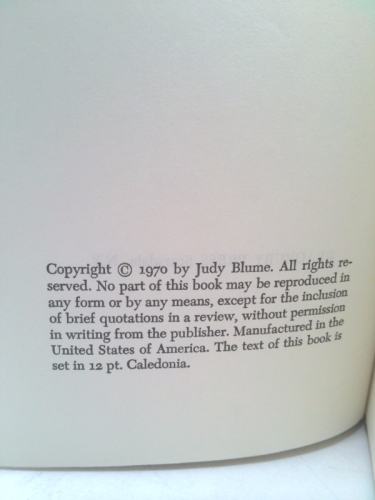 Copyright © 1970 by Judy Blume. All rights re-
served. No part of this book may be reproduced in
any form or by any means, except for the inclusion
of brief quotations in a review, without permission
in writing from the publisher. Manufactured in the
United States of America. The text of this book is
set in 12 pt. Caledonia.